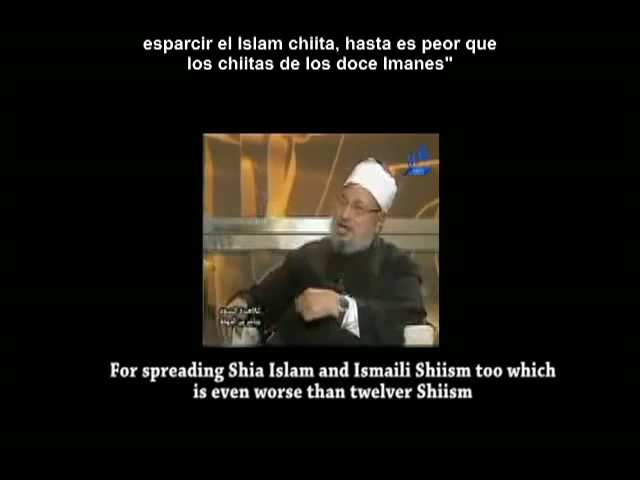 esparcir el Islam chiita, hasta es peor que
los chiitas de los doce Imanes"
For spreading Shia Islam and Ismaili Shiism too which
is even worse than twelver Shiism